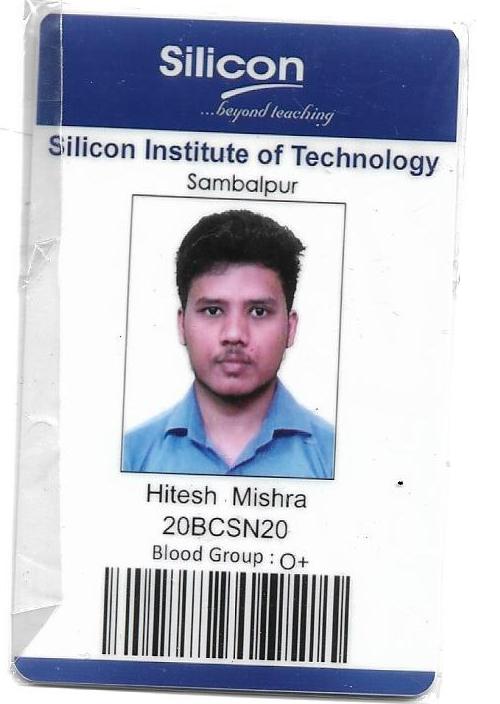 Silicon
...beyond teaching
Silicon Institute of Technology
Sambalpur
Hitesh Mishra
20BCSN20
Blood Group : O+